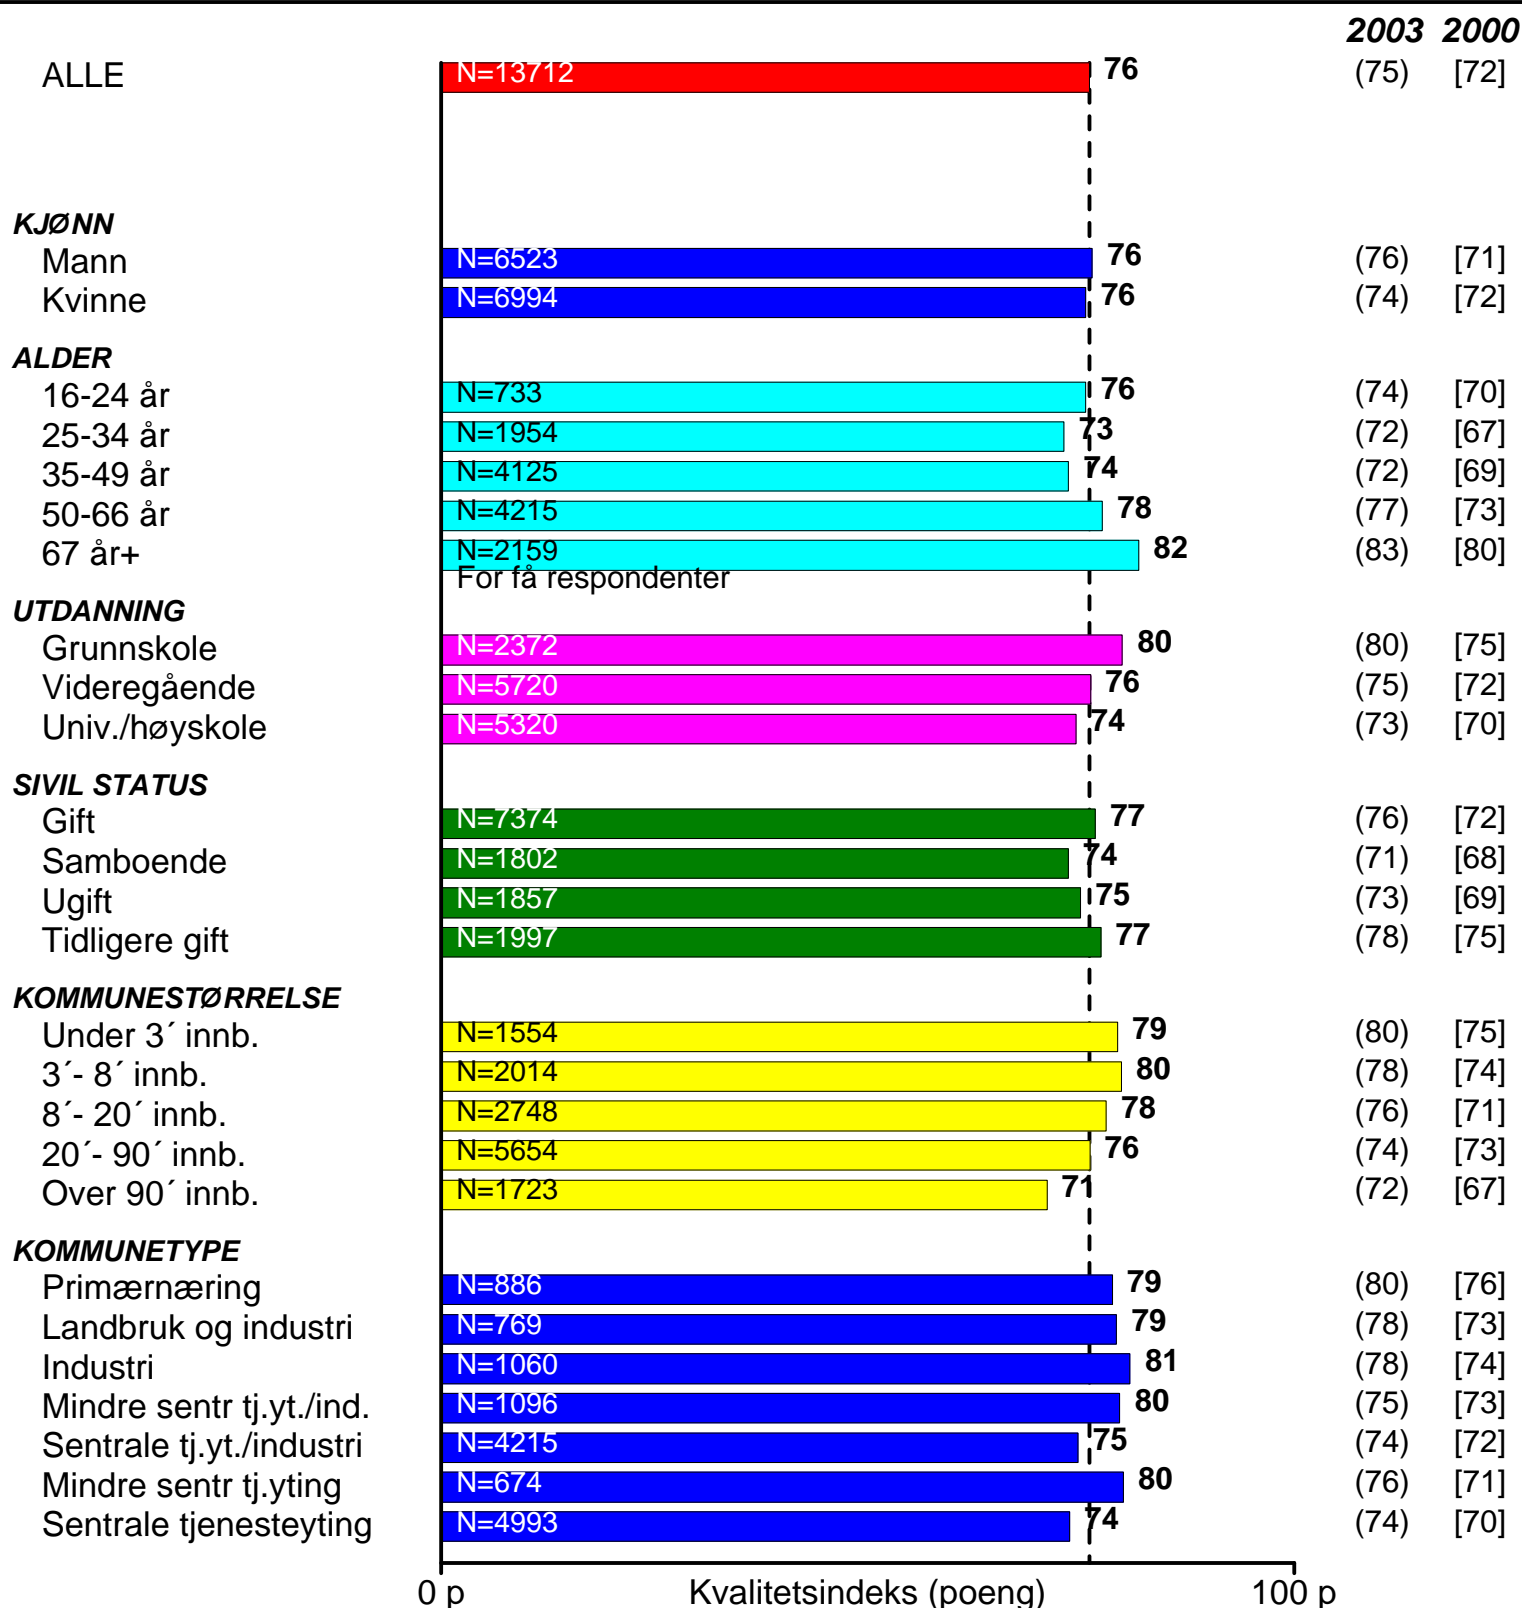 2003 2000
ALLE N=13712 76 (75) [72]
KJØNN
Mann N=6523 76 (76) [71]
Kvinne N=6994 76 (74) [72]
ALDER
16-24 år N=733 76 (74) [70]
25-34 år N=1954 73 (72) [67]
35-49 år N=4125 74 (72) [69]
50-66 år N=4215 78 (77) [73]
67 år+ N=2159 82 (83) [80]
For få respondenter
UTDANNING
Grunnskole N=2372 80 (80) [75]
Videregående N=5720 76 (75) [72]
Univ./høyskole N=5320 74 (73) [70]
SIVIL STATUS
Gift N=7374 77 (76) [72]
Samboende N=1802 74 (71) [68]
Ugift N=1857 75 (73) [69]
Tidligere gift N=1997 77 (78) [75]
KOMMUNESTØRRELSE
Under 3´ innb. N=1554 79 (80) [75]
3´- 8´ innb. N=2014 80 (78) [74]
8´- 20´ innb. N=2748 78 (76) [71]
20´- 90´ innb. N=5654 76 (74) [73]
Over 90´ innb. N=1723 71 (72) [67]
KOMMUNETYPE
Primærnæring N=886 79 (80) [76]
Landbruk og industri N=769 79 (78) [73]
Industri N=1060 81 (78) [74]
Mindre sentr tj.yt./ind. N=1096 80 (75) [73]
Sentrale tj.yt./industri N=4215 75 (74) [72]
Mindre sentr tj.yting N=674 80 (76) [71]
Sentrale tjenesteyting N=4993 74 (74) [70]
0 p Kvalitetsindeks (poeng) 100 p